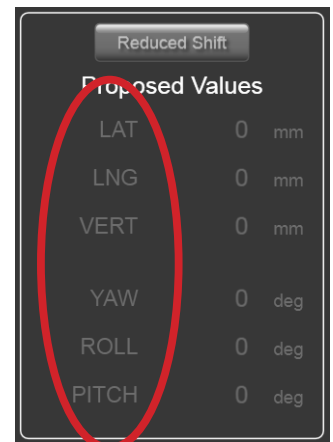 Reduced Shift
Proposed Values
LAT 0 mm
LNG 0 mm
VERT 0 mm
YAW 0 deg
ROLL 0 deg
PITCH 0 deg